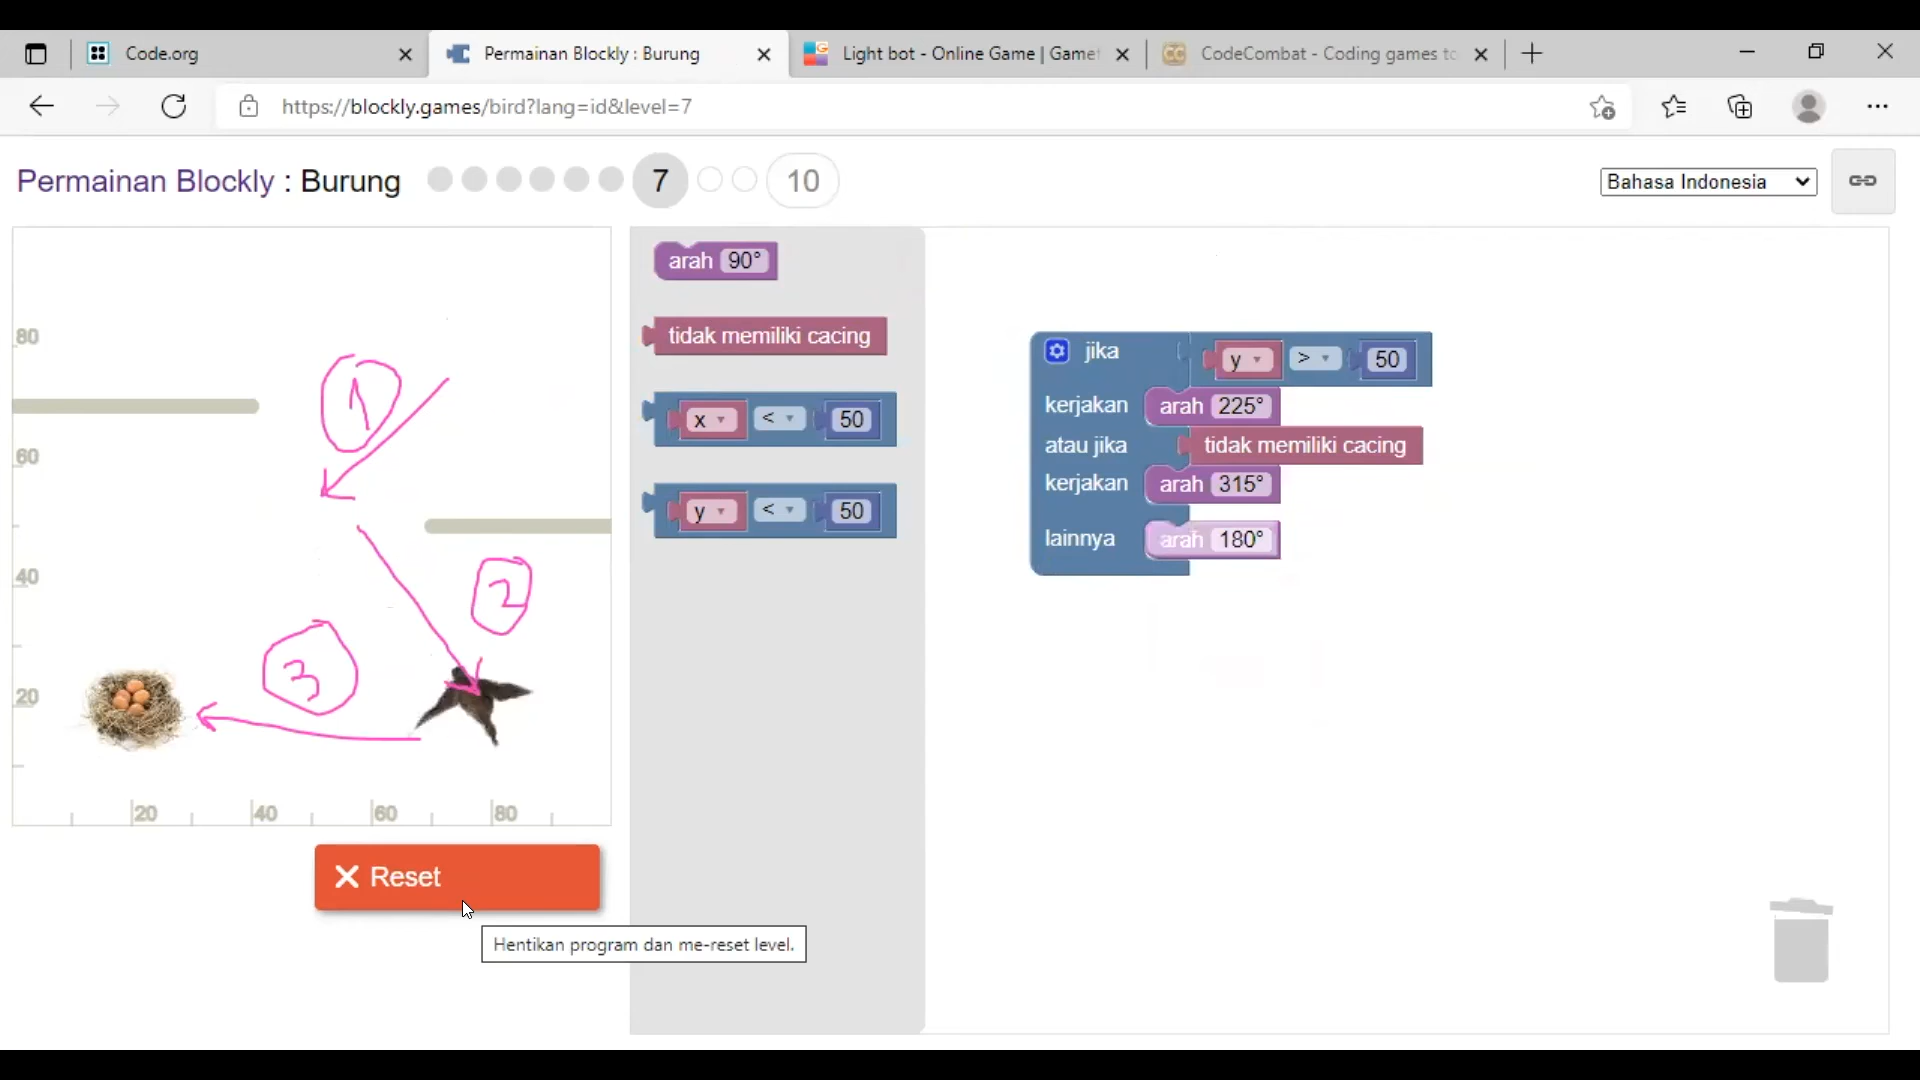 Code.org
Permainan Blockly : Burung
Light bot - Online Game | Gamef
CodeCombat - Coding games to
https://blockly.games/bird?lang=id&level=7
Permainan Blockly : Burung
7
10
Bahasa Indonesia
80
60
40
20
20
40
60
80
1
2
3
Reset
Hentikan program dan me-reset level.
arah 90°
tidak memiliki cacing
x < 50
y < 50
jika y > 50
kerjakan arah 225°
atau jika tidak memiliki cacing
kerjakan arah 315°
lainnya arah 180°